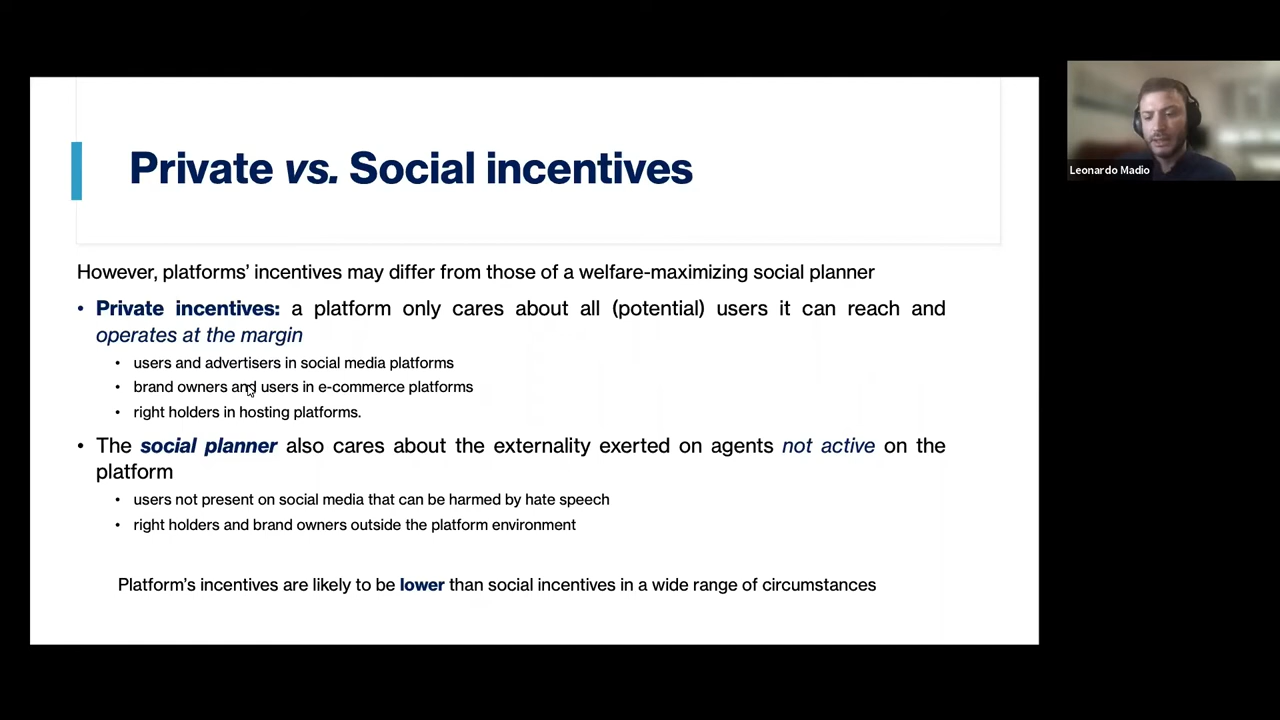 Private vs. Social incentives
However, platforms' incentives may differ from those of a welfare-maximizing social planner
• Private incentives: a platform only cares about all (potential) users it can reach and
operates at the margin
• users and advertisers in social media platforms
• brand owners and users in e-commerce platforms
• right holders in hosting platforms.
• The social planner also cares about the externality exerted on agents not active on the
platform
• users not present on social media that can be harmed by hate speech
• right holders and brand owners outside the platform environment
Platform's incentives are likely to be lower than social incentives in a wide range of circumstances
Leonardo Madio